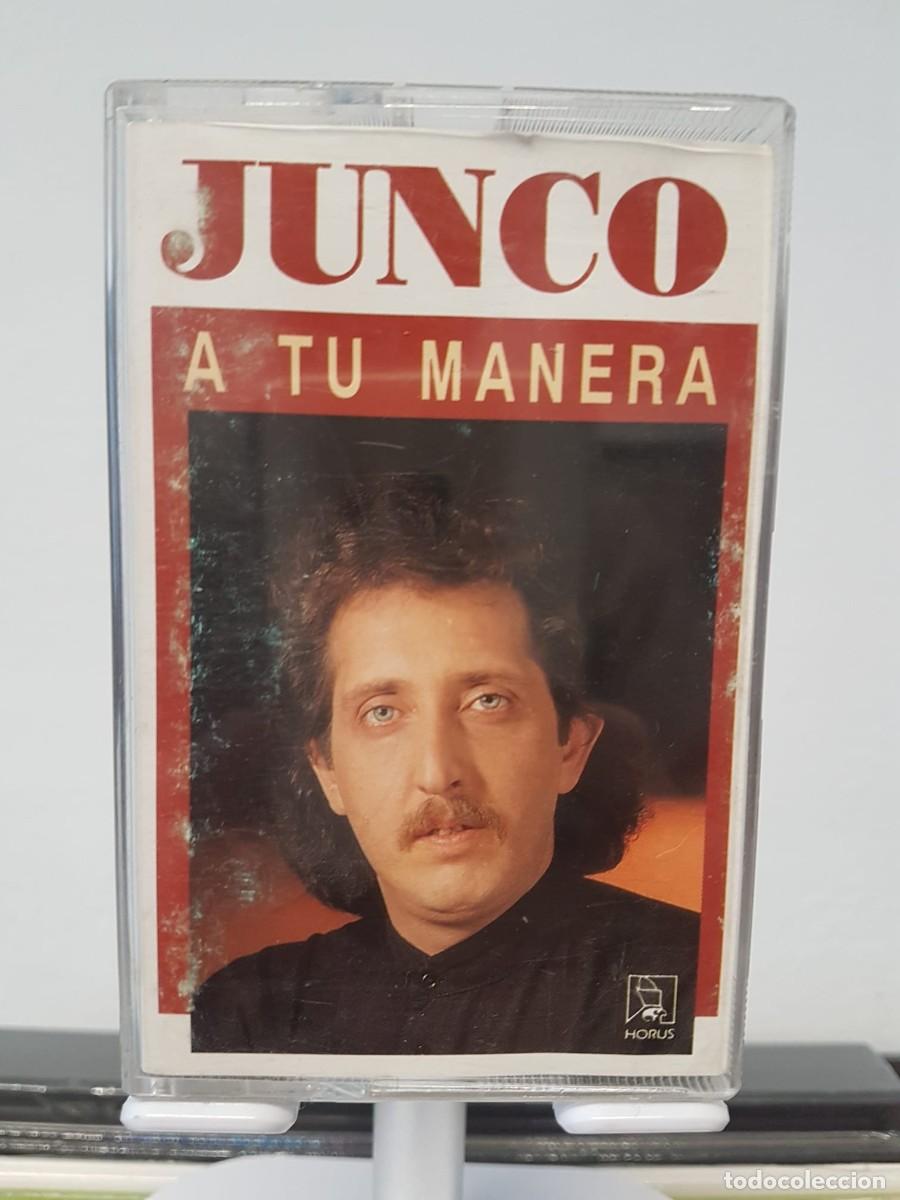 JUNCO
A TU MANERA
HORUS
todocoleccion